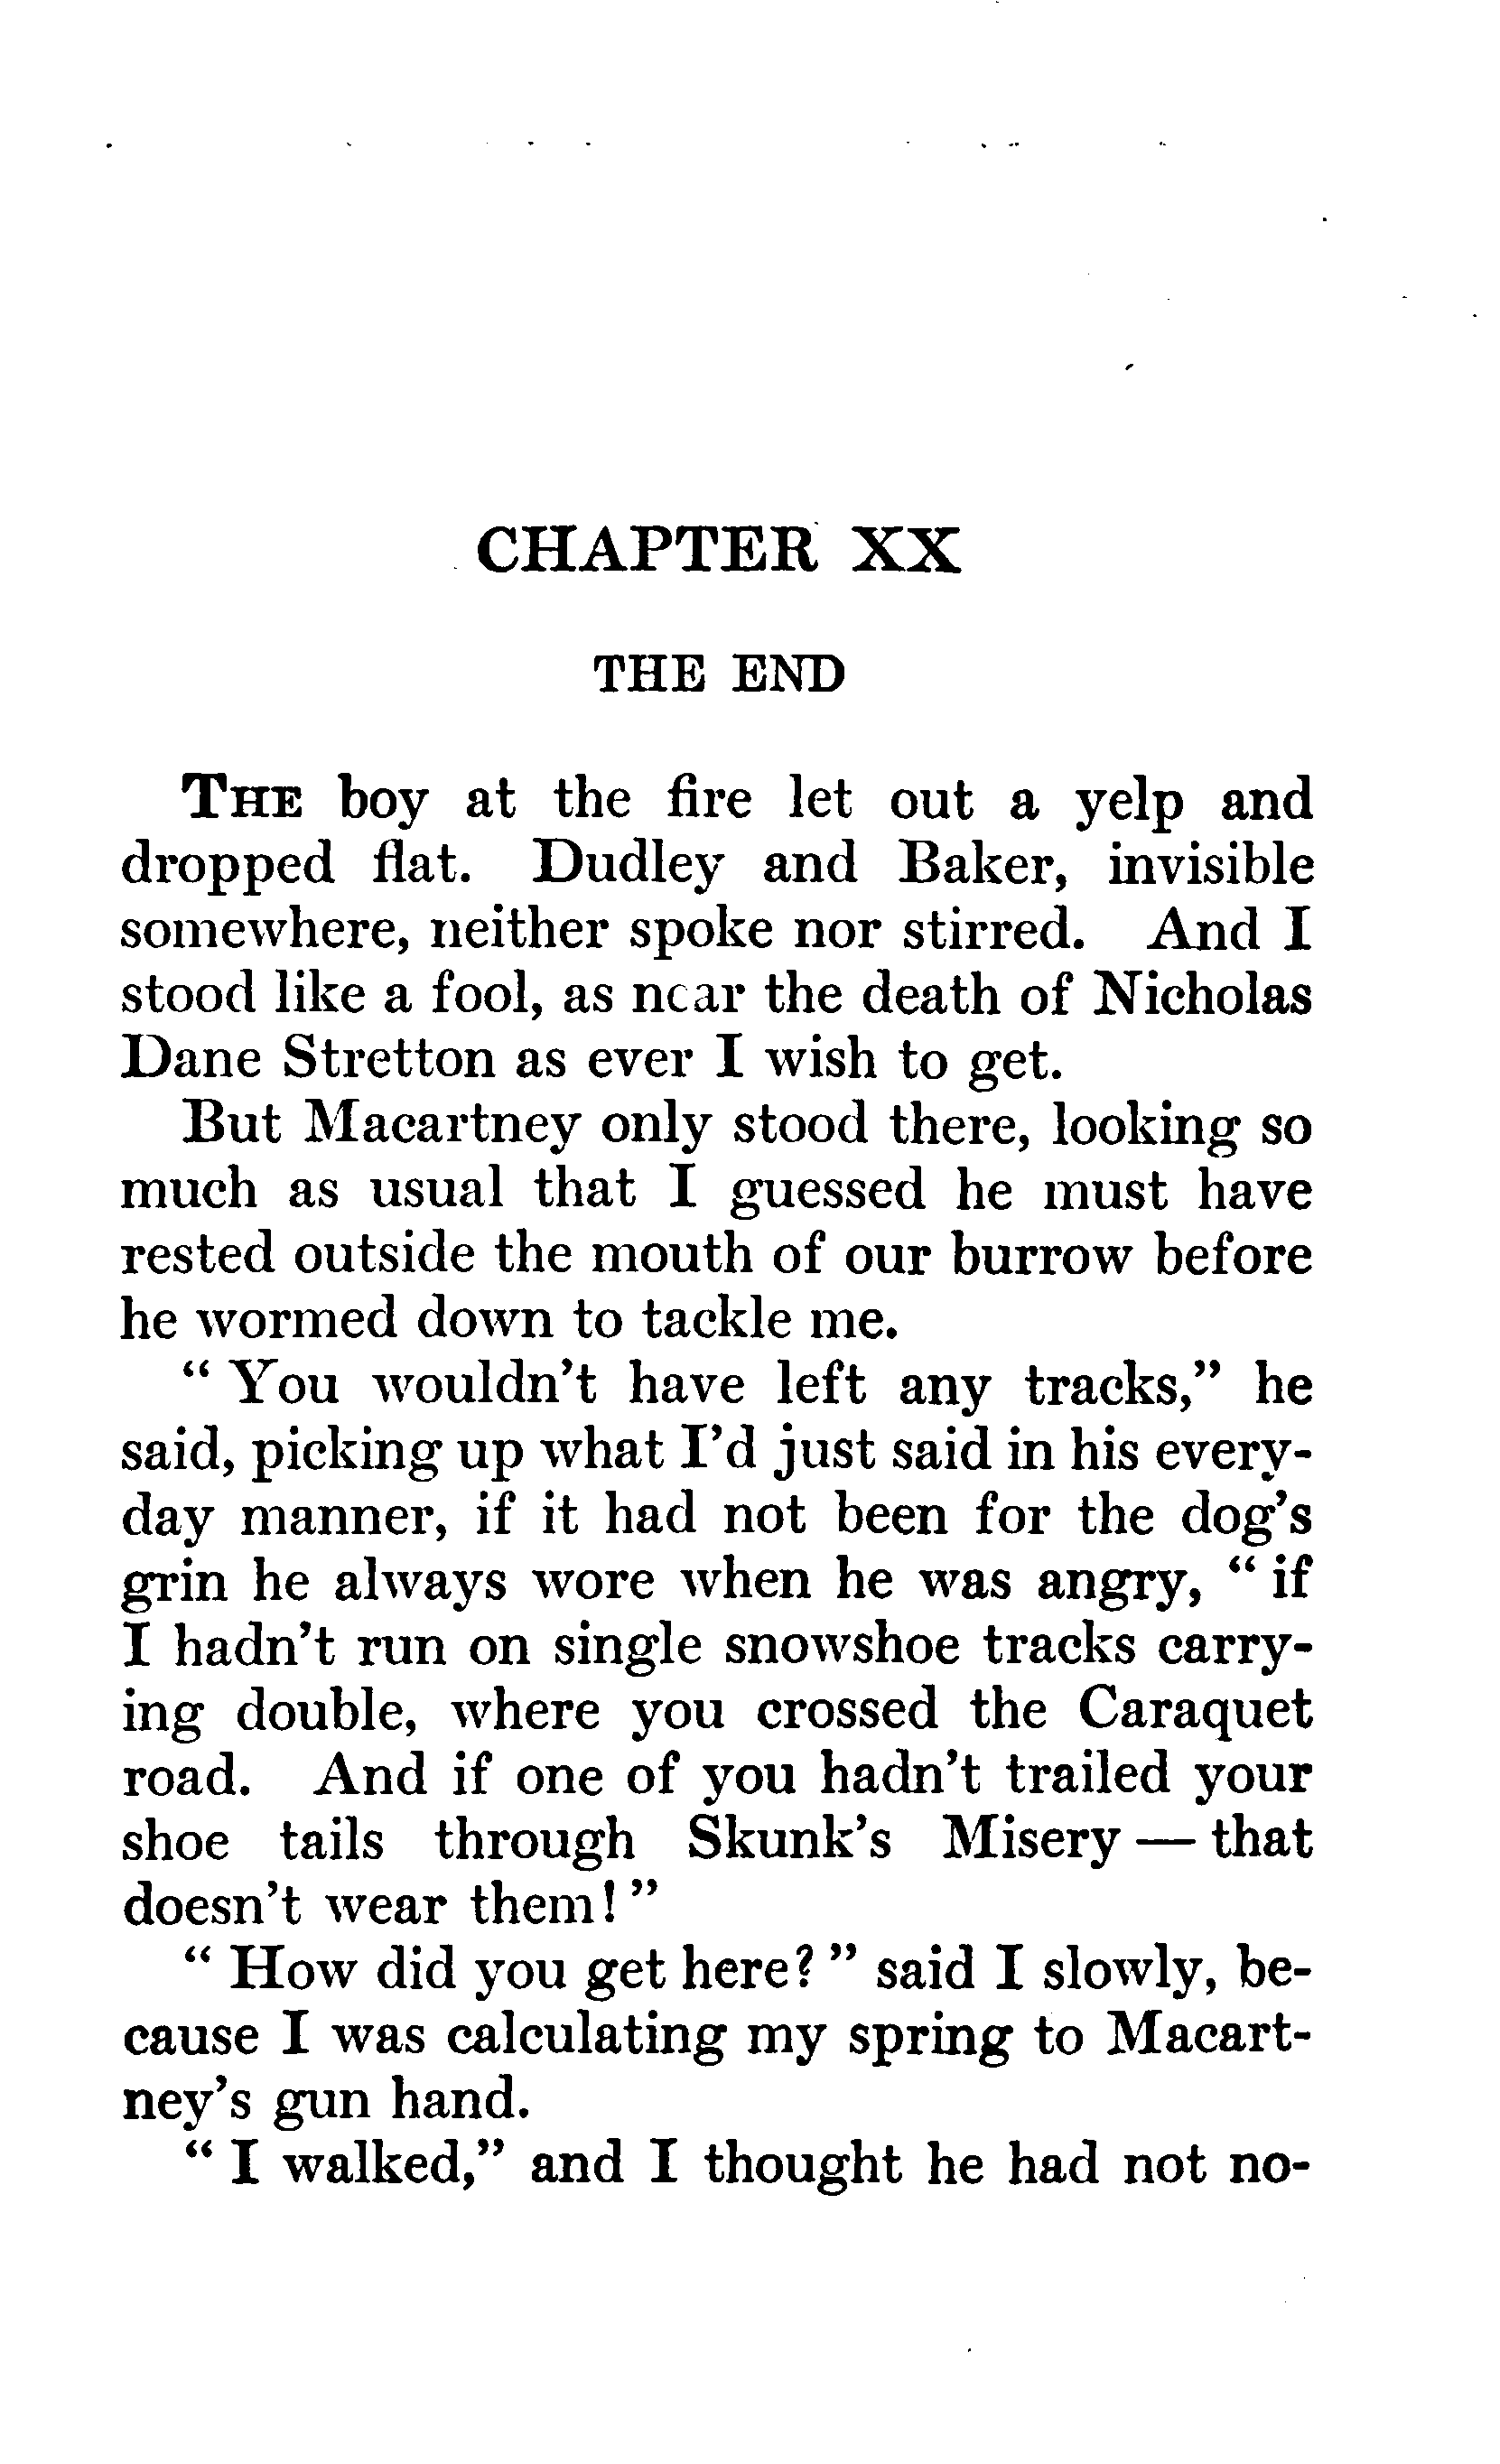 CHAPTER XX
THE END
THE boy at the fire let out a yelp and
dropped flat. Dudley and Baker, invisible
somewhere, neither spoke nor stirred. And I
stood like a fool, as near the death of Nicholas
Dane Stretton as ever I wish to get.
But Macartney only stood there, looking so
much as usual that I guessed he must have
rested outside the mouth of our burrow before
he wormed down to tackle me.
" You wouldn't have left any tracks," he
said, picking up what I'd just said in his every-
day manner, if it had not been for the dog's
grin he always wore when he was angry, " if
I hadn't run on single snowshoe tracks carry-
ing double, where you crossed the Caraquet
road. And if one of you hadn't trailed your
shoe tails through Skunk's Misery — that
doesn't wear them! "
" How did you get here? " said I slowly, be-
cause I was calculating my spring to Macart-
ney's gun hand.
" I walked," and I thought he had not no-